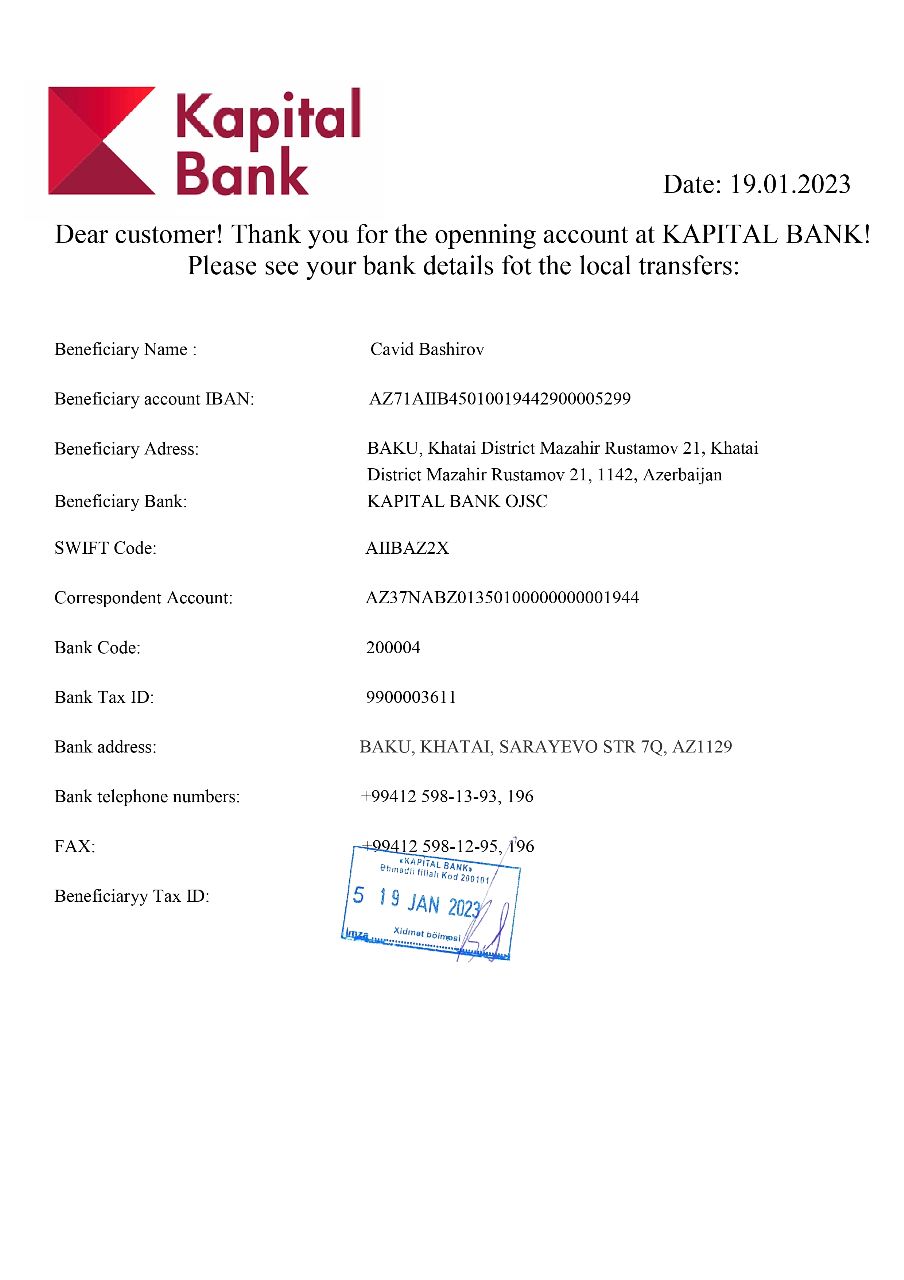 Kapital
Bank
Date: 19.01.2023
Dear customer! Thank you for the openning account at KAPITAL BANK!
Please see your bank details fot the local transfers:
Beneficiary Name : Cavid Bashirov
Beneficiary account IBAN: AZ71AIIB45010019442900005299
Beneficiary Adress: BAKU, Khatai District Mazahir Rustamov 21, Khatai
District Mazahir Rustamov 21, 1142, Azerbaijan
Beneficiary Bank: KAPITAL BANK OJSC
SWIFT Code: AIIBAZ2X
Correspondent Account: AZ37NABZ01350100000000001944
Bank Code: 200004
Bank Tax ID: 9900003611
Bank address: BAKU, KHATAI, SARAYEVO STR 7Q, AZ1129
Bank telephone numbers: +99412 598-13-93, 196
FAX: +99412 598-12-95, 196
«KAPITAL BANK»
filialı Kod 200101
5 19 JAN 2023
Beneficiaryy Tax ID:
Xidmət bölməsi
İmza